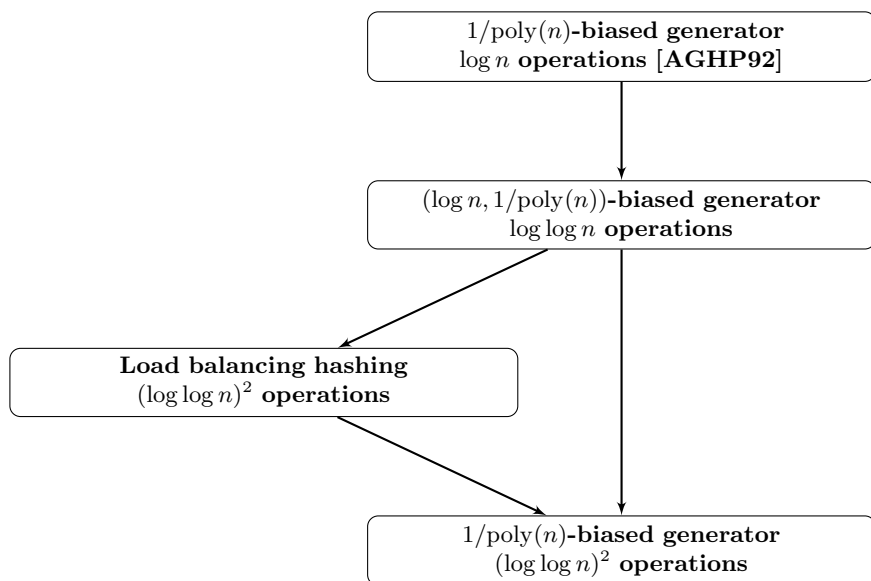 1/poly(n)-biased generator
log n operations [AGHP92]
(log n, 1/poly(n))-biased generator
log log n operations
Load balancing hashing
(log log n)² operations
1/poly(n)-biased generator
(log log n)² operations